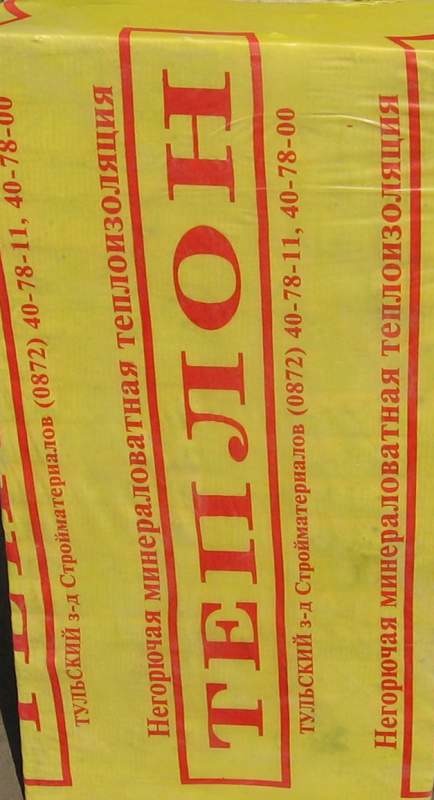 ТУЛЬСКИЙ з-д Стройматериалов (0872) 40-78-11, 40-78-00
Негорючая минераловатная теплоизоляция
ТЕПЛОН
ТУЛЬСКИЙ з-д Стройматериалов (0872) 40-78-11, 40-78-00
Негорючая минераловатная теплоизоляция